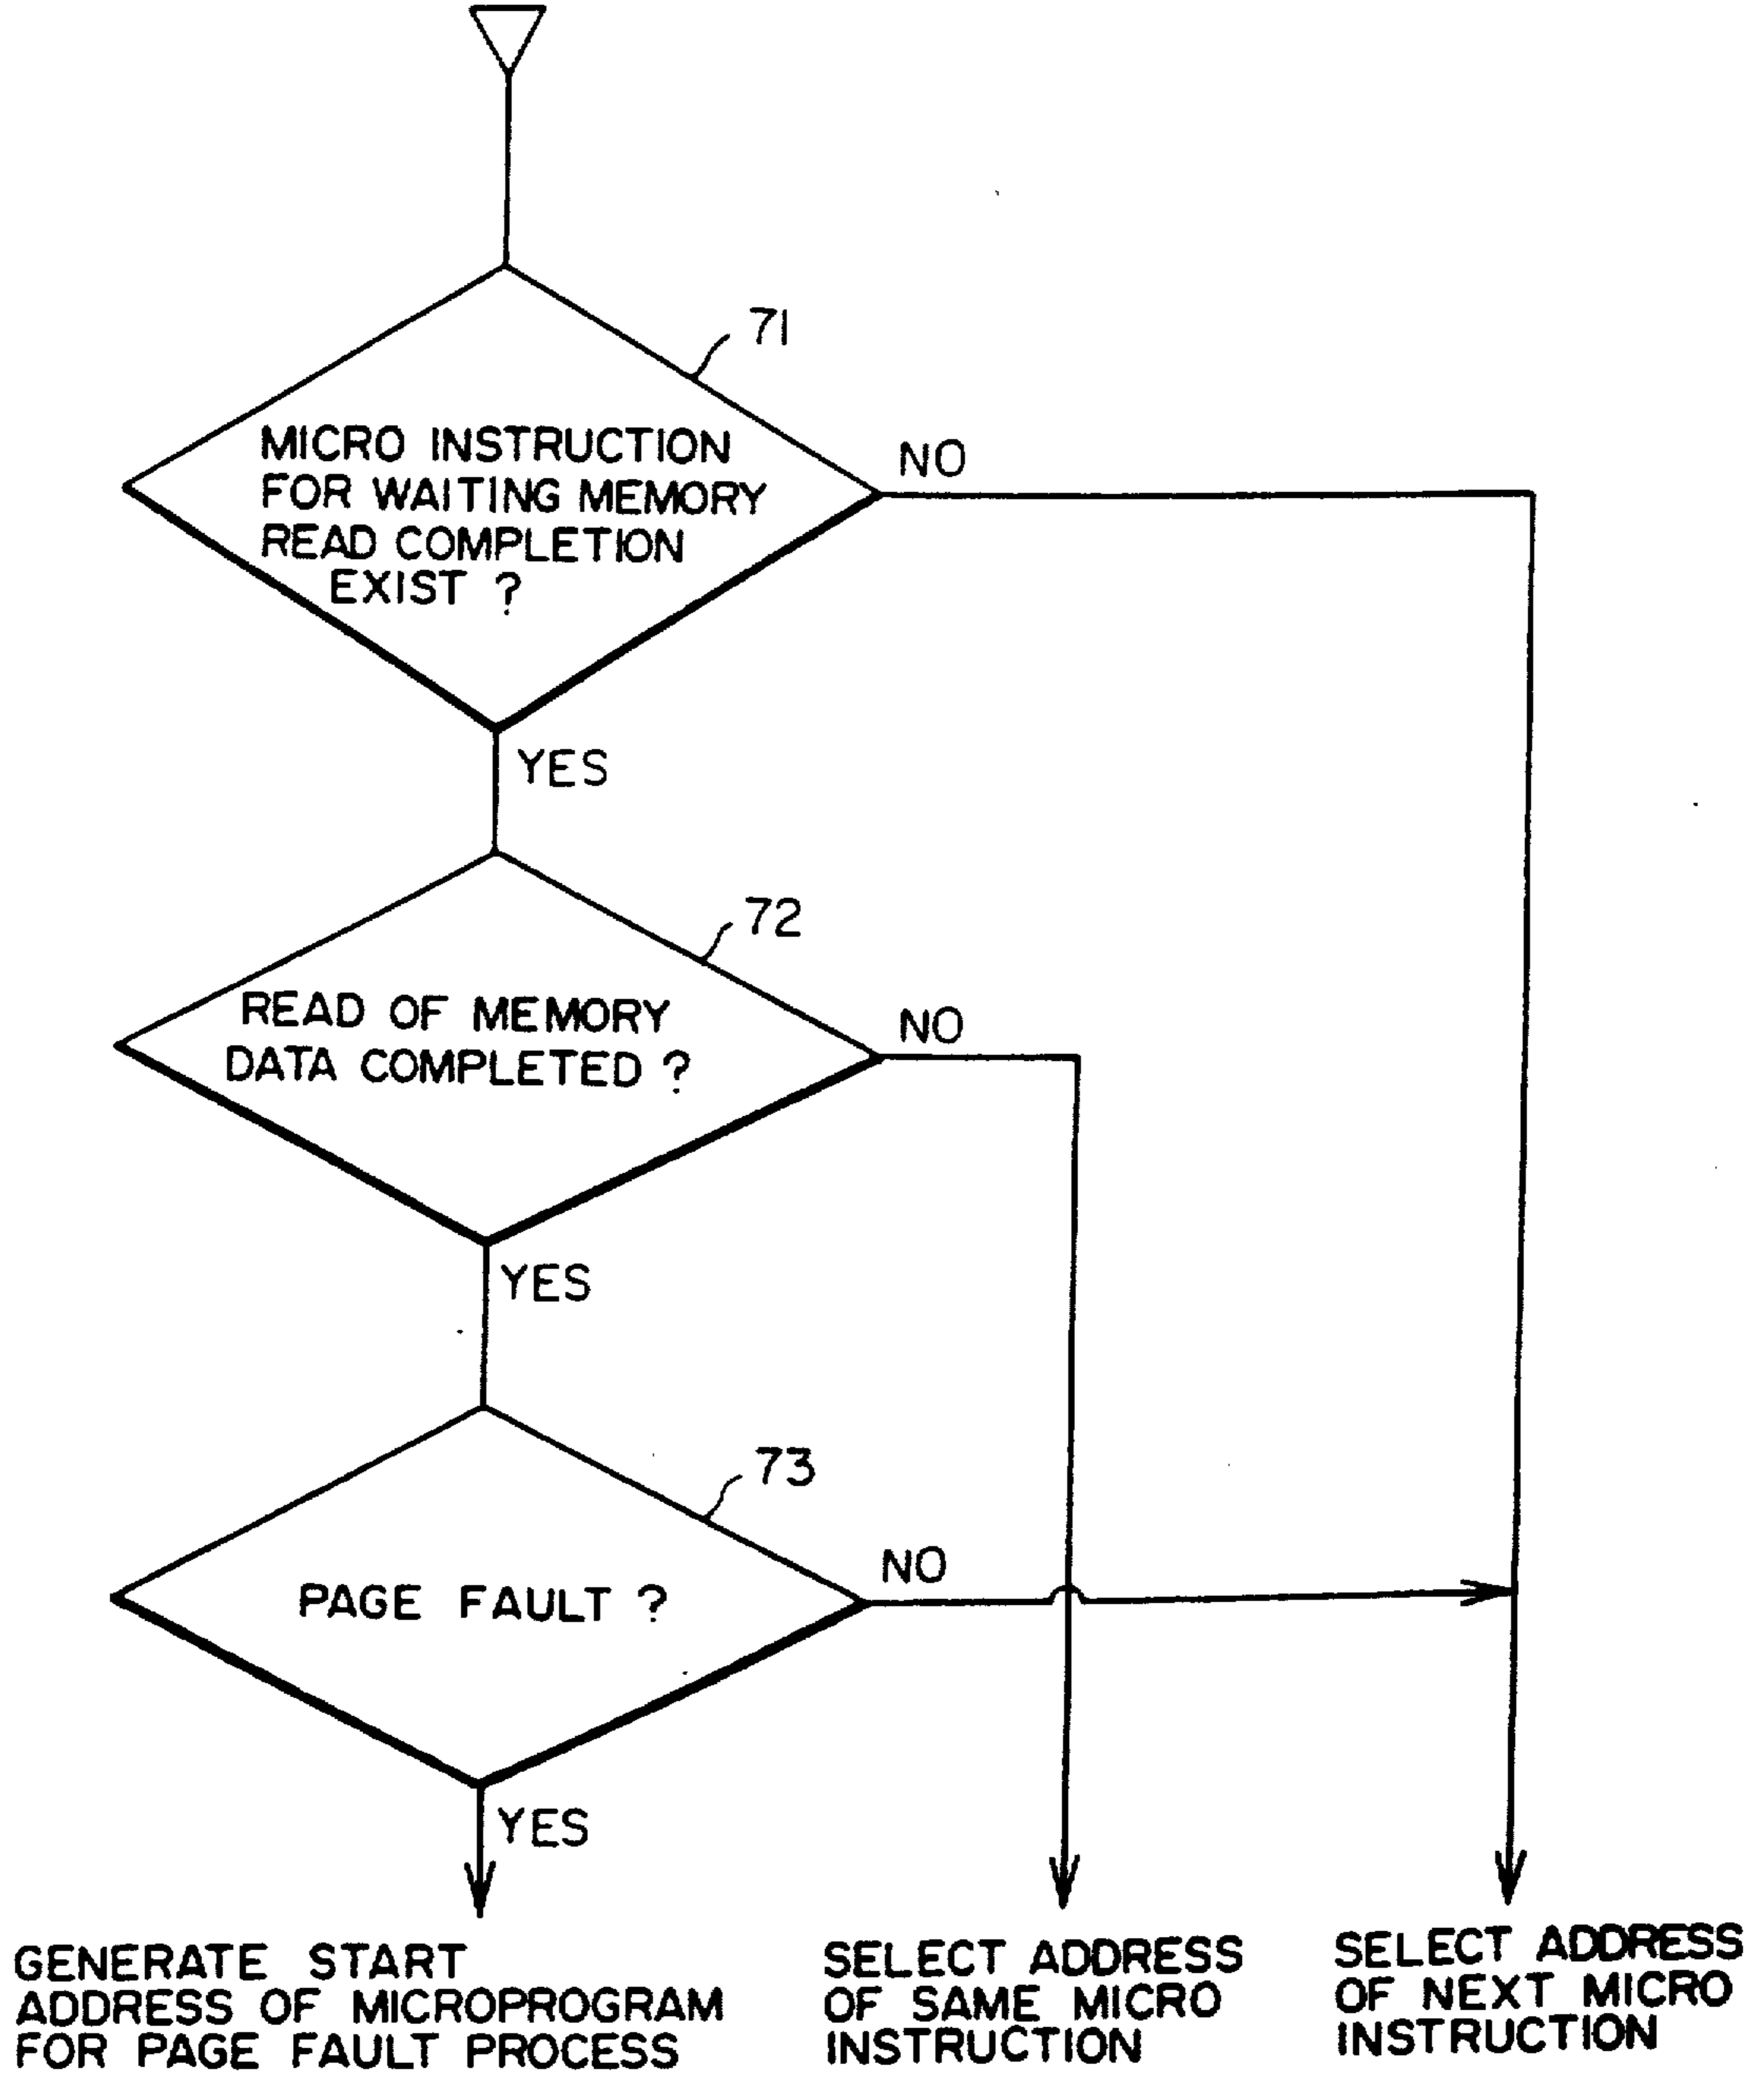 71
MICRO INSTRUCTION
FOR WAITING MEMORY
READ COMPLETION
EXIST ?
NO
YES
72
READ OF MEMORY
DATA COMPLETED ?
NO
YES
73
PAGE FAULT ?
NO
YES
GENERATE START
ADDRESS OF MICROPROGRAM
FOR PAGE FAULT PROCESS
SELECT ADDRESS
OF SAME MICRO
INSTRUCTION
SELECT ADDRESS
OF NEXT MICRO
INSTRUCTION